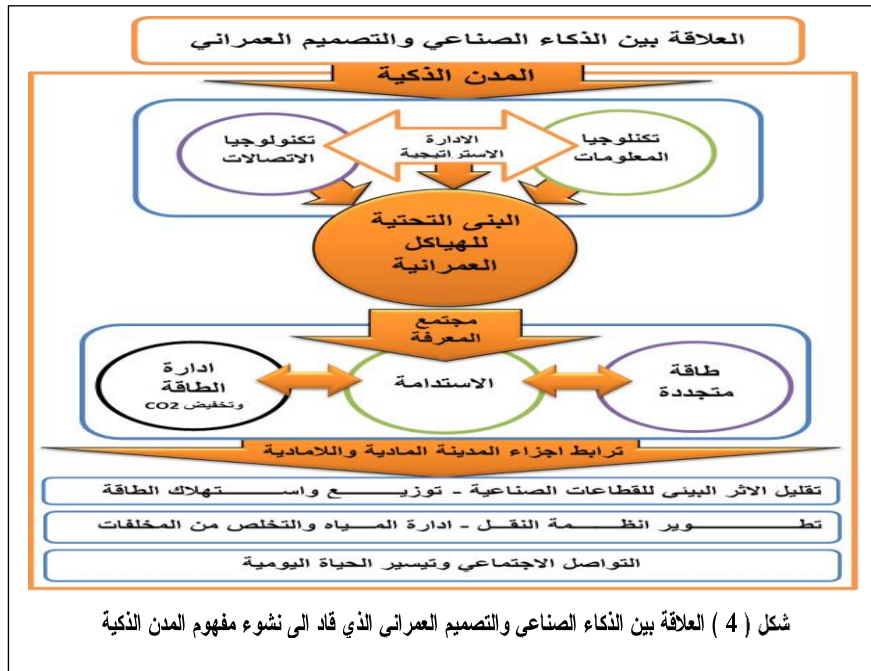 العلاقة بين الذكاء الصناعي والتصميم العمراني
المدن الذكية
تكنلوجيا
المعلومات
الادارة
الاستراتيجية
تكنولوجيا
الاتصالات
البنى التحتية
للهياكل
العمرانية
مجتمع
المعرفة
طاقة
متجددة
الاستدامة
ادارة
الطاقة
وتخفيض CO2
ترابط اجزاء المدينة المادية واللامادية
تقليل الاثر البيئي للقطاعات الصناعية - توزيع واستهلاك الطاقة
تطوير انظمة النقل - ادارة المياه والتخلص من المخلفات
التواصل الاجتماعي وتيسير الحياة اليومية
شكل ( 4 ) العلاقة بين الذكاء الصناعي والتصميم العمراني الذي قاد الى نشوء مفهوم المدن الذكية